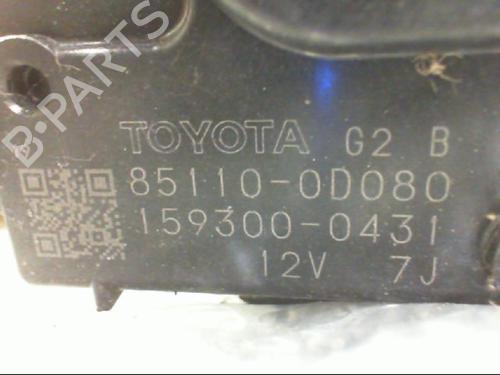 B-PARTS
TOYOTA G2 B
85110-0D080
159300-0431
12V 7J